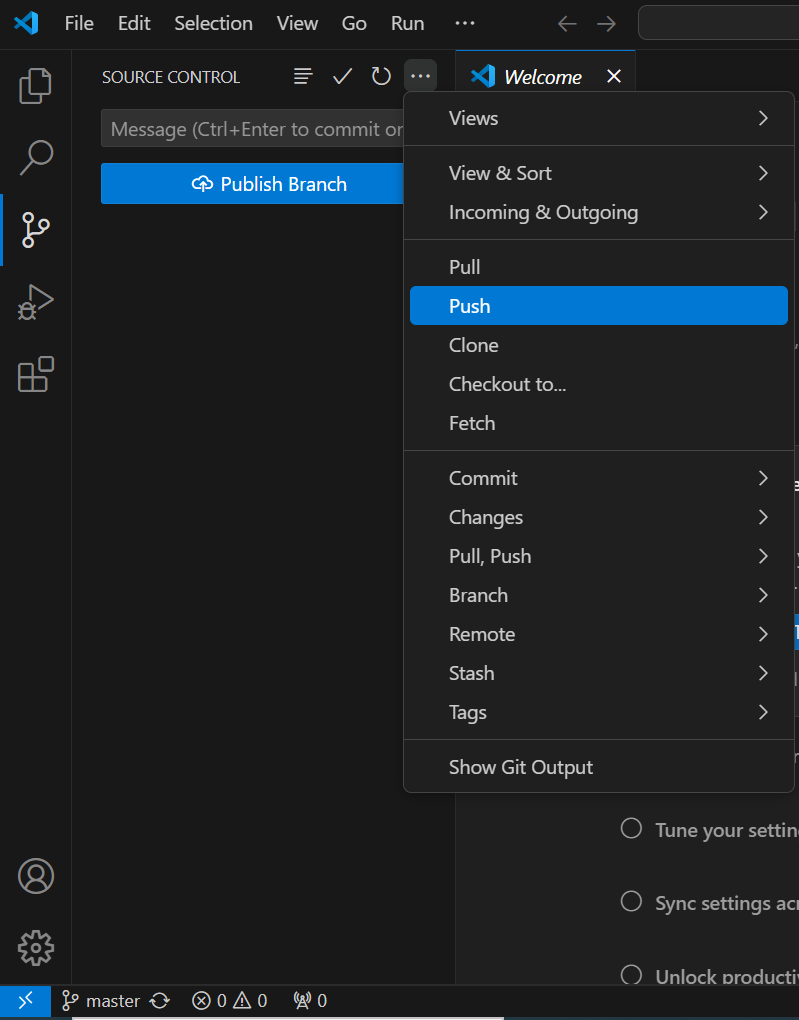 File Edit Selection View Go Run ...
SOURCE CONTROL
Welcome
Message (Ctrl+Enter to commit or
Publish Branch
Views
View & Sort
Incoming & Outgoing
Pull
Push
Clone
Checkout to...
Fetch
Commit
Changes
Pull, Push
Branch
Remote
Stash
Tags
Show Git Output
Tune your settin
Sync settings acr
Unlock producti
master 0 0 0